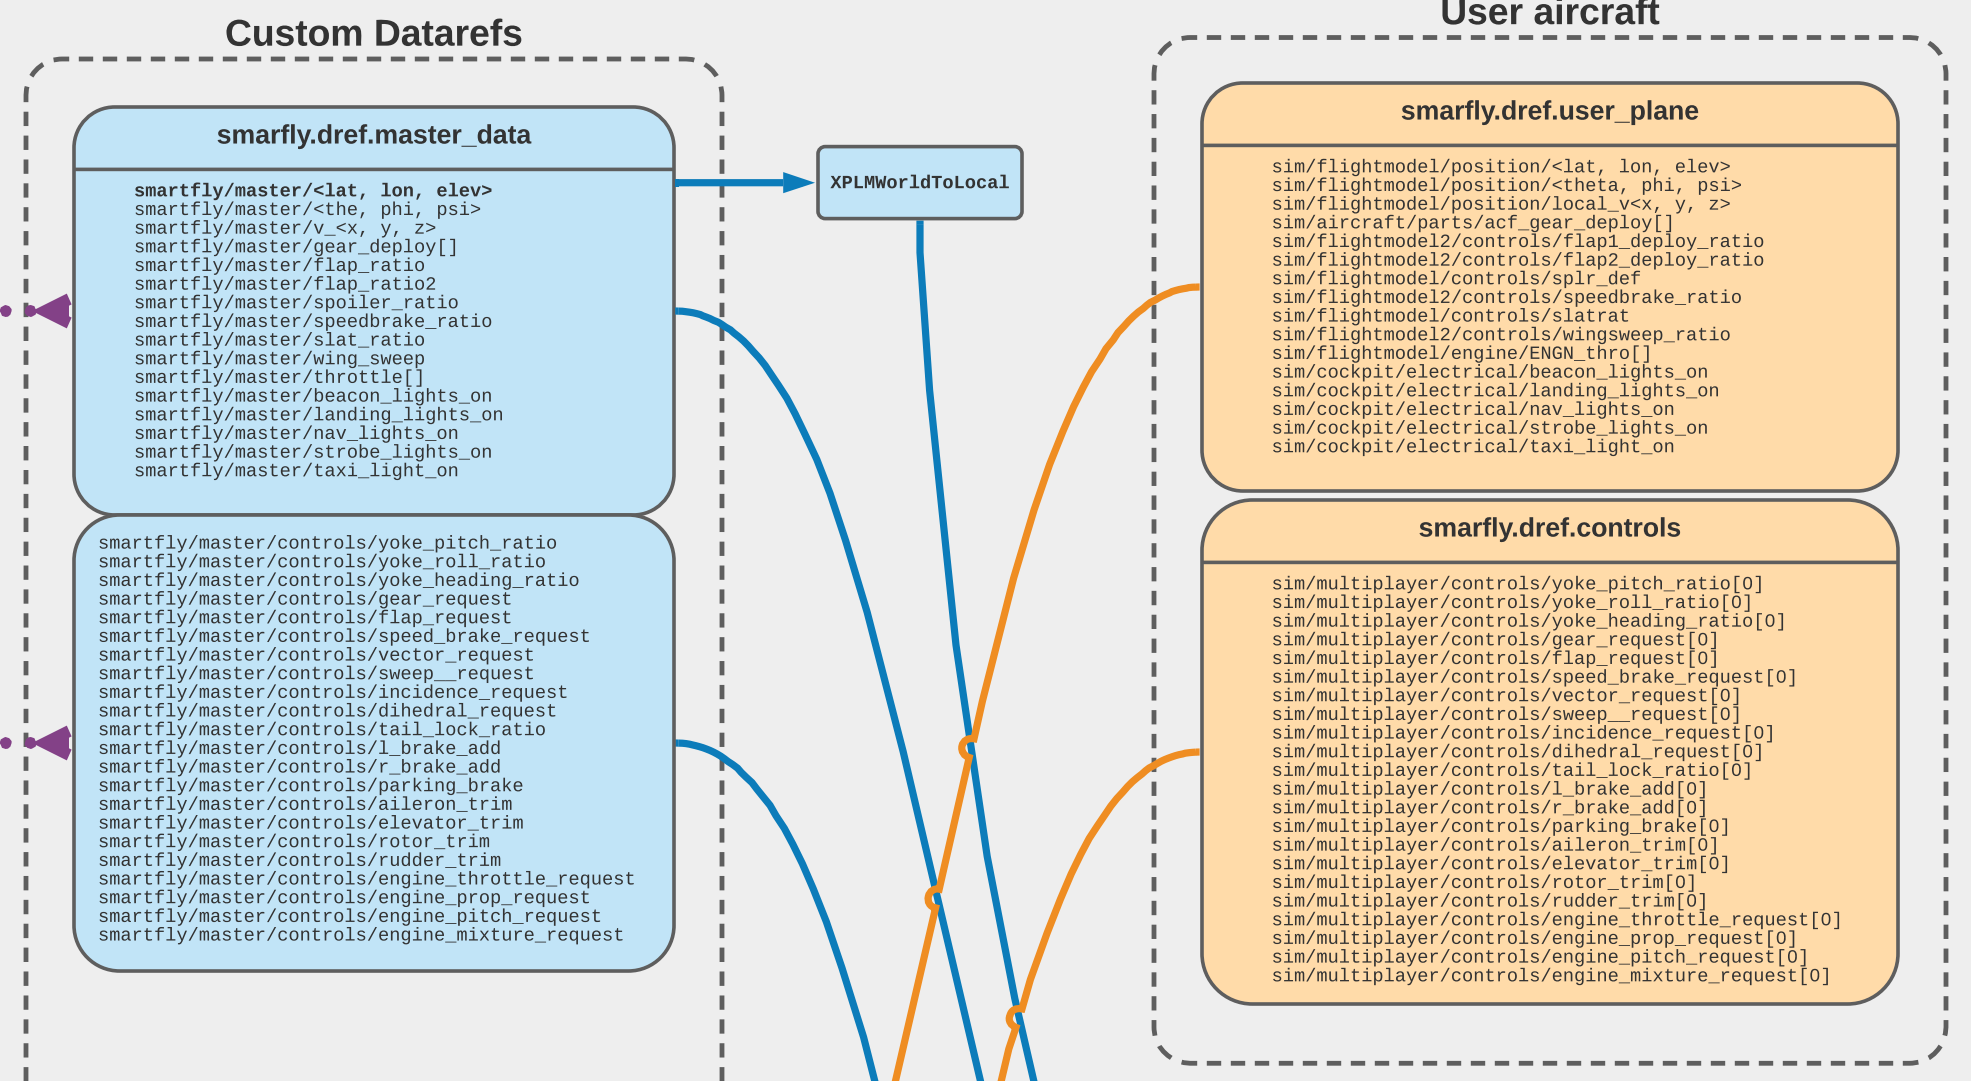 Custom Datarefs
smarfly.dref.master_data
smartfly/master/<lat, lon, elev>
smartfly/master/<the, phi, psi>
smartfly/master/v_<x, y, z>
smartfly/master/gear_deploy[]
smartfly/master/flap_ratio
smartfly/master/flap_ratio2
smartfly/master/spoiler_ratio
smartfly/master/speedbrake_ratio
smartfly/master/slat_ratio
smartfly/master/wing_sweep
smartfly/master/throttle[]
smartfly/master/beacon_lights_on
smartfly/master/landing_lights_on
smartfly/master/nav_lights_on
smartfly/master/strobe_lights_on
smartfly/master/taxi_light_on
smartfly/master/controls/yoke_pitch_ratio
smartfly/master/controls/yoke_roll_ratio
smartfly/master/controls/yoke_heading_ratio
smartfly/master/controls/gear_request
smartfly/master/controls/flap_request
smartfly/master/controls/speed_brake_request
smartfly/master/controls/vector_request
smartfly/master/controls/sweep__request
smartfly/master/controls/incidence_request
smartfly/master/controls/dihedral_request
smartfly/master/controls/tail_lock_ratio
smartfly/master/controls/l_brake_add
smartfly/master/controls/r_brake_add
smartfly/master/controls/parking_brake
smartfly/master/controls/aileron_trim
smartfly/master/controls/elevator_trim
smartfly/master/controls/rotor_trim
smartfly/master/controls/rudder_trim
smartfly/master/controls/engine_throttle_request
smartfly/master/controls/engine_prop_request
smartfly/master/controls/engine_pitch_request
smartfly/master/controls/engine_mixture_request
XPLMWorldToLocal
User aircraft
smarfly.dref.user_plane
sim/flightmodel/position/<lat, lon, elev>
sim/flightmodel/position/<theta, phi, psi>
sim/flightmodel/position/local_v<x, y, z>
sim/aircraft/parts/acf_gear_deploy[]
sim/flightmodel2/controls/flap1_deploy_ratio
sim/flightmodel2/controls/flap2_deploy_ratio
sim/flightmodel/controls/splr_def
sim/flightmodel2/controls/speedbrake_ratio
sim/flightmodel/controls/slatrat
sim/flightmodel2/controls/wingsweep_ratio
sim/flightmodel/engine/ENGN_thro[]
sim/cockpit/electrical/beacon_lights_on
sim/cockpit/electrical/landing_lights_on
sim/cockpit/electrical/nav_lights_on
sim/cockpit/electrical/strobe_lights_on
sim/cockpit/electrical/taxi_light_on
smarfly.dref.controls
sim/multiplayer/controls/yoke_pitch_ratio[0]
sim/multiplayer/controls/yoke_roll_ratio[0]
sim/multiplayer/controls/yoke_heading_ratio[0]
sim/multiplayer/controls/gear_request[0]
sim/multiplayer/controls/flap_request[0]
sim/multiplayer/controls/speed_brake_request[0]
sim/multiplayer/controls/vector_request[0]
sim/multiplayer/controls/sweep__request[0]
sim/multiplayer/controls/incidence_request[0]
sim/multiplayer/controls/dihedral_request[0]
sim/multiplayer/controls/tail_lock_ratio[0]
sim/multiplayer/controls/l_brake_add[0]
sim/multiplayer/controls/r_brake_add[0]
sim/multiplayer/controls/parking_brake[0]
sim/multiplayer/controls/aileron_trim[0]
sim/multiplayer/controls/elevator_trim[0]
sim/multiplayer/controls/rotor_trim[0]
sim/multiplayer/controls/rudder_trim[0]
sim/multiplayer/controls/engine_throttle_request[0]
sim/multiplayer/controls/engine_prop_request[0]
sim/multiplayer/controls/engine_pitch_request[0]
sim/multiplayer/controls/engine_mixture_request[0]